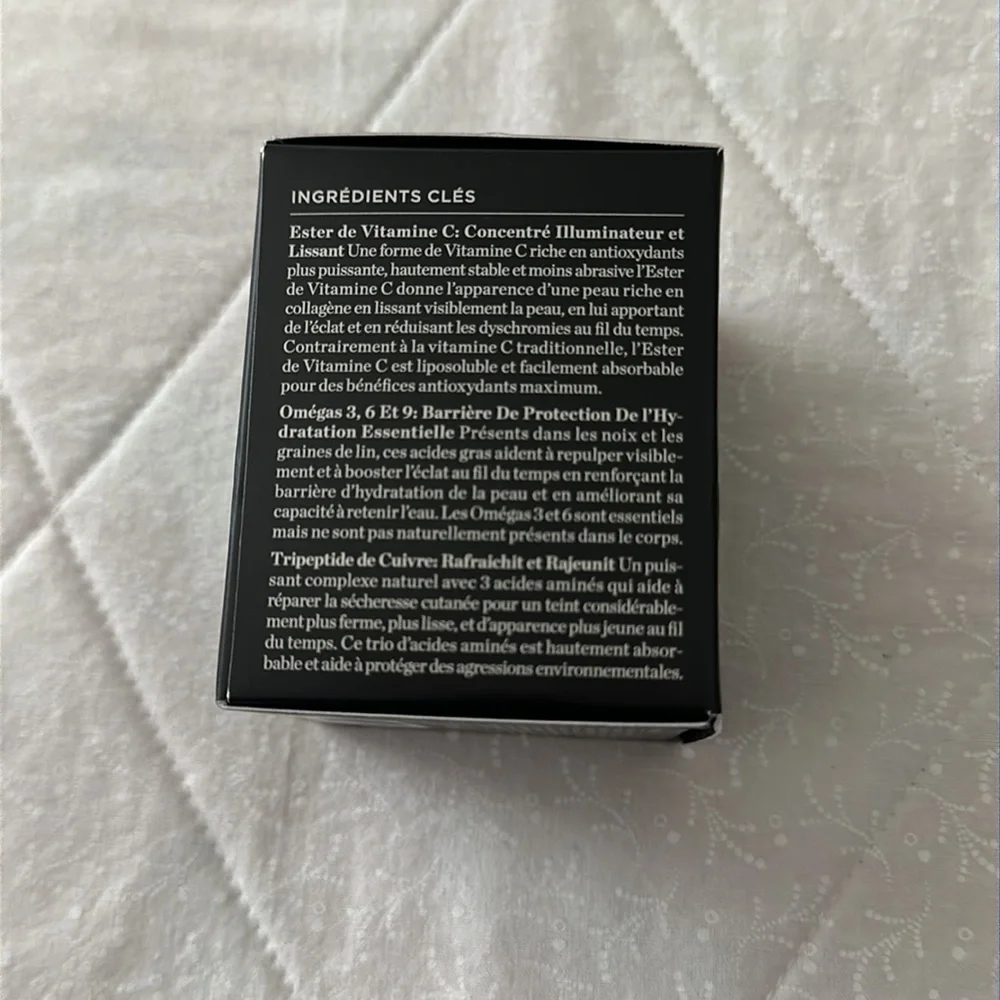 INGRÉDIENTS CLÉS
Ester de Vitamine C: Concentré Illuminateur et
Lissant Une forme de Vitamine C riche en antioxydants
plus puissante, hautement stable et moins abrasive l'Ester
de Vitamine C donne l'apparence d'une peau riche en
collagène en lissant visiblement la peau, en lui apportant
de l'éclat et en réduisant les dyschromies au fil du temps.
Contrairement à la vitamine C traditionnelle, l'Ester
de Vitamine C est liposoluble et facilement absorbable
pour des bénéfices antioxydants maximum.
Omégas 3, 6 Et 9: Barrière De Protection De l'Hy-
dratation Essentielle Présents dans les noix et les
graines de lin, ces acides gras aident à repulper visible-
ment et à booster l'éclat au fil du temps en renforçant la
barrière d'hydratation de la peau et en améliorant sa
capacité à retenir l'eau. Les Omégas 3 et 6 sont essentiels
mais ne sont pas naturellement présents dans le corps.
Tripeptide de Cuivre: Rafraichit et Rajeunit Un puis-
sant complexe naturel avec 3 acides aminés qui aide à
réparer la sécheresse cutanée pour un teint considérable-
ment plus ferme, plus lisse, et d'apparence plus jeune au fil
du temps. Ce trio d'acides aminés est hautement absor-
bable et aide à protéger des agressions environnementales.